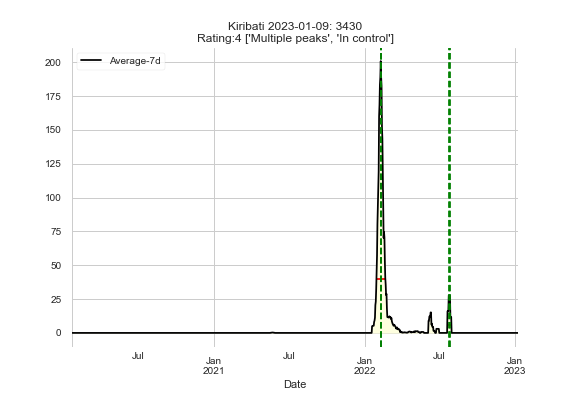 Kiribati 2023-01-09: 3430
Rating:4 ['Multiple peaks', 'In control']
Average-7d
200
175
150
125
100
75
50
25
0
Jul
Jan
2021
Jul
Jan
2022
Jul
Jan
2023
Date